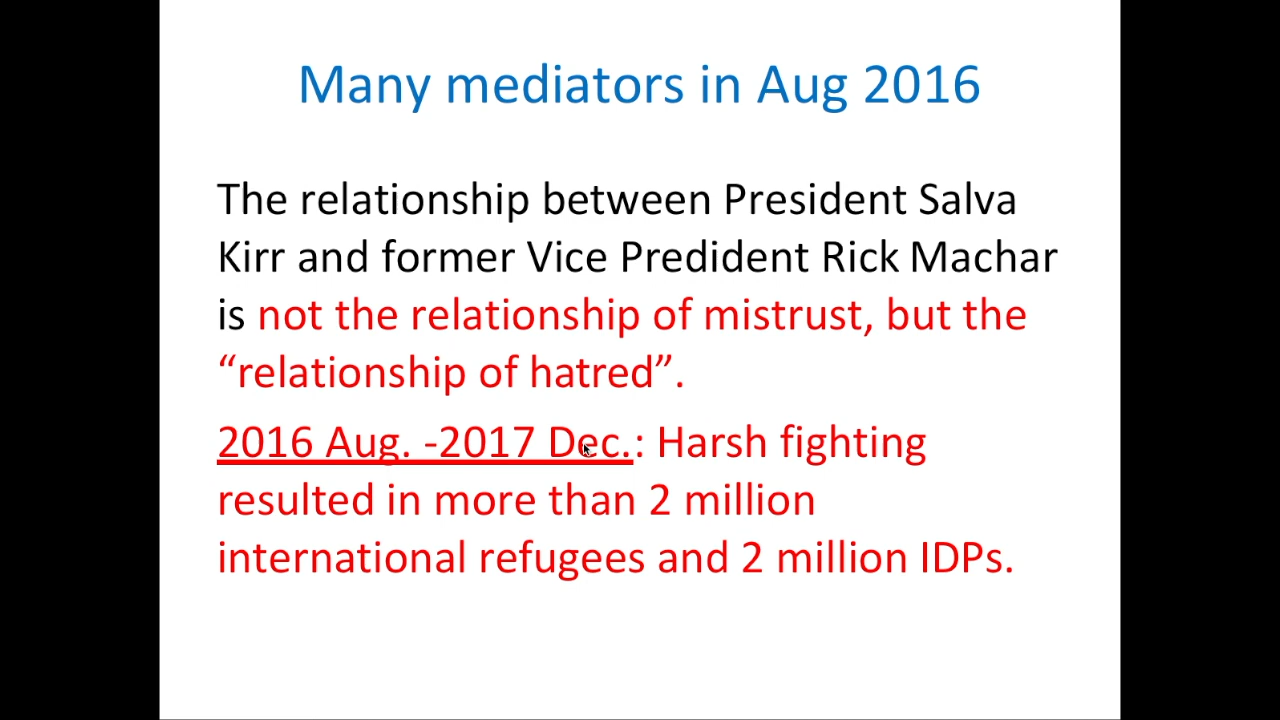 Many mediators in Aug 2016
The relationship between President Salva
Kirr and former Vice Predident Rick Machar
is not the relationship of mistrust, but the
“relationship of hatred”.
2016 Aug. -2017 Dec.: Harsh fighting
resulted in more than 2 million
international refugees and 2 million IDPs.